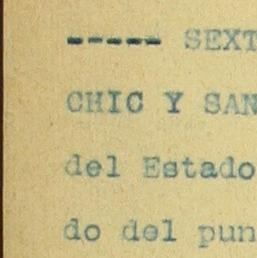 ----- SEXT
CHIC Y SAN
del Estado
do del pun